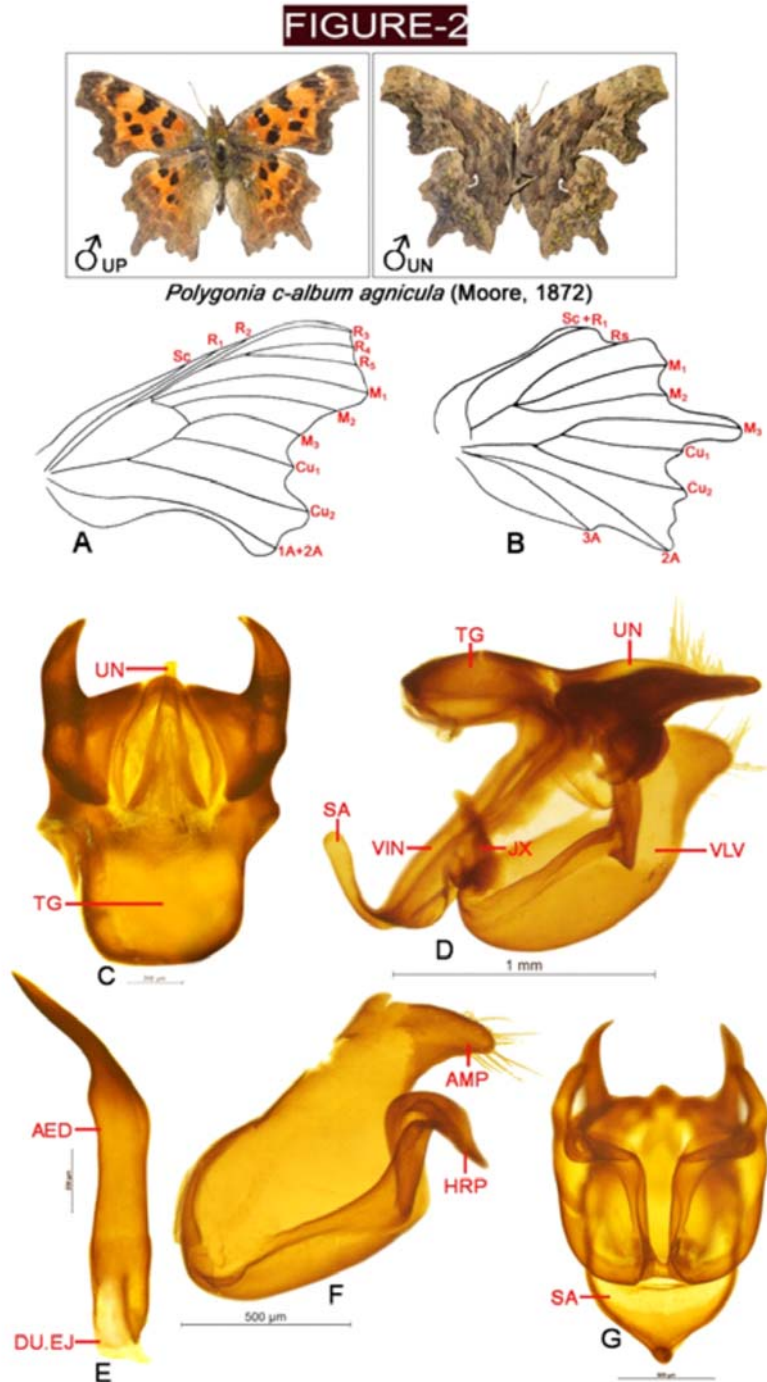 FIGURE-2
♂UP
♂UN
Polygonia c-album agnicula (Moore, 1872)
Sc
R1
R2
R3
R4
R5
M1
M2
M3
Cu1
Cu2
1A+2A
A
Sc+R1
Rs
M1
M2
M3
Cu1
Cu2
2A
3A
B
UN
TG
C
TG
UN
SA
VIN
JX
VLV
D
1 mm
AED
DU.EJ
E
AMP
HRP
F
500 µm
SA
G